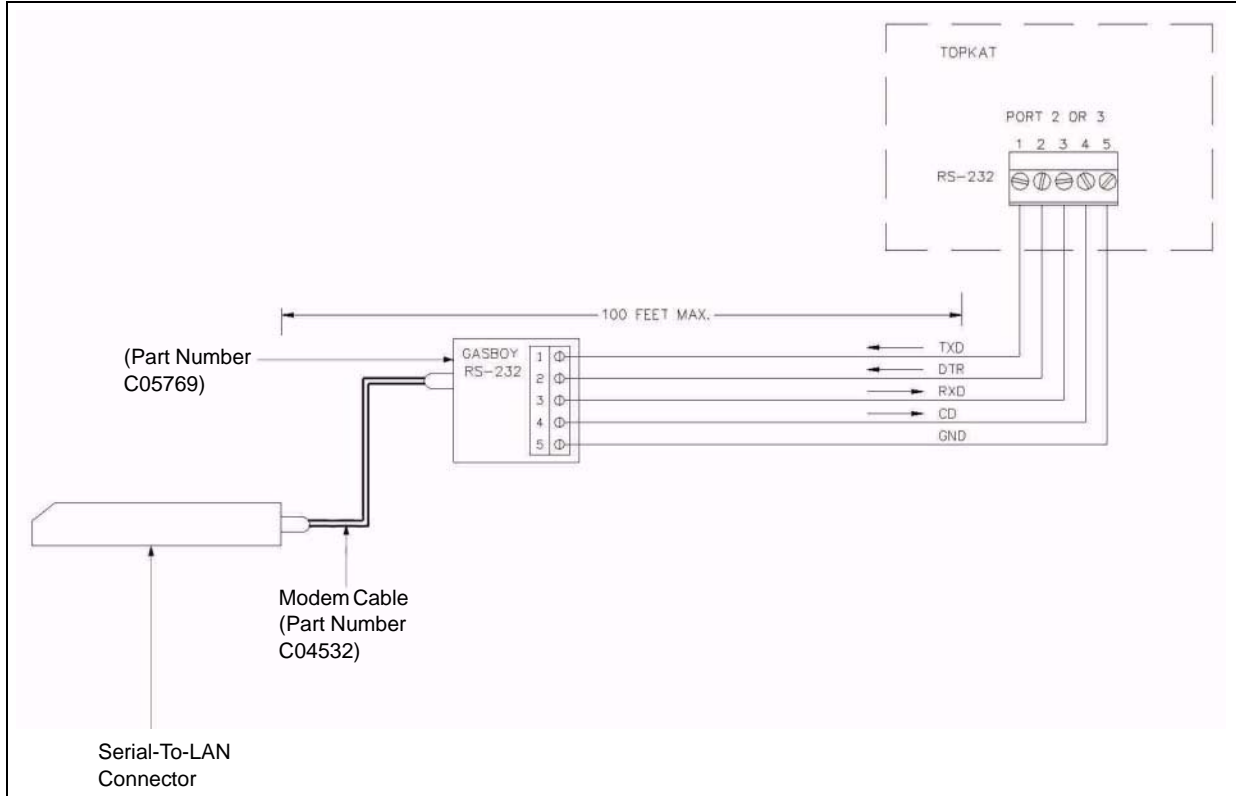 TOPKAT
PORT 2 OR 3
1 2 3 4 5
RS-232
100 FEET MAX.
(Part Number
C05769)
GASBOY
RS-232
1
2
3
4
5
TXD
DTR
RXD
CD
GND
Modem Cable
(Part Number
C04532)
Serial-To-LAN
Connector